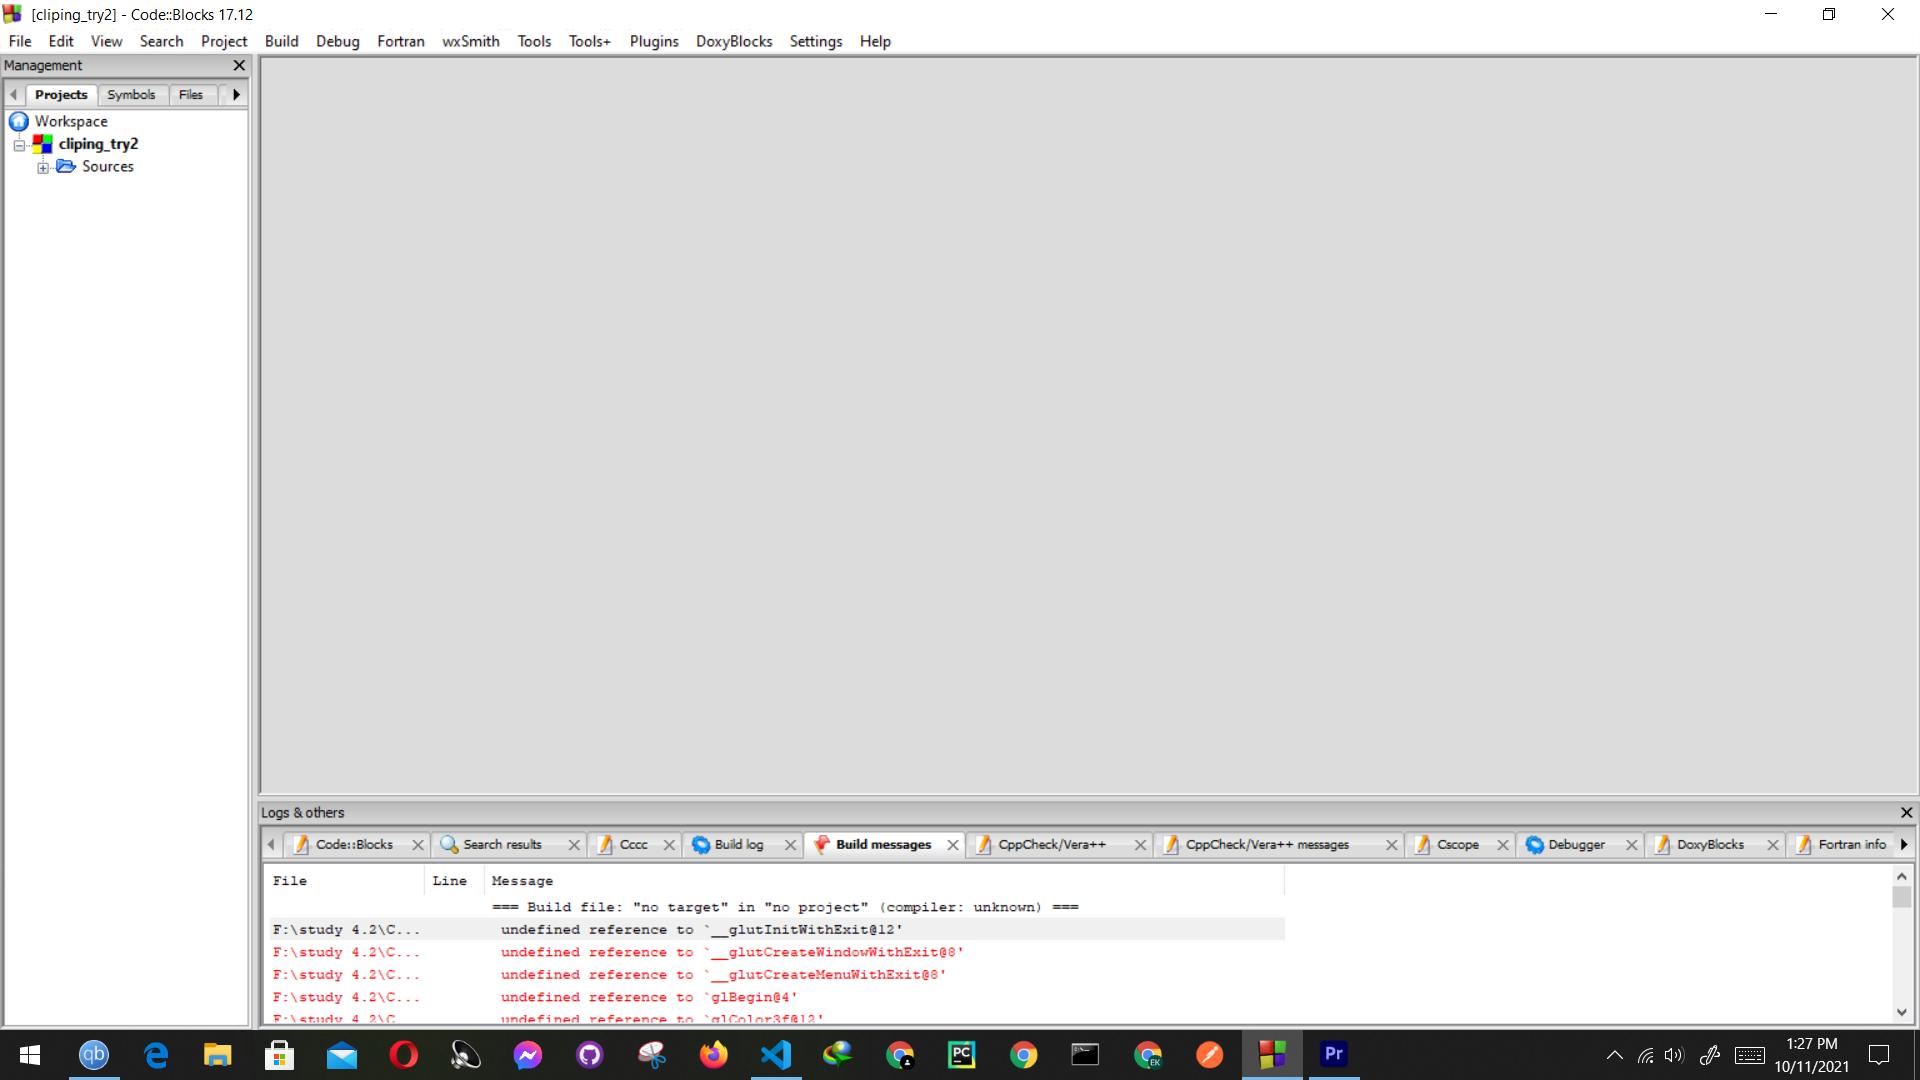 [cliping_try2] - Code::Blocks 17.12
File Edit View Search Project Build Debug Fortran wxSmith Tools Tools+ Plugins DoxyBlocks Settings Help
Management
Projects Symbols Files
Workspace
cliping_try2
Sources
Logs & others
Code::Blocks Search results Cccc Build log Build messages CppCheck/Vera++ CppCheck/Vera++ messages Cscope Debugger DoxyBlocks Fortran info
File Line Message
=== Build file: "no target" in "no project" (compiler: unknown) ===
F:\study 4.2\C... undefined reference to `__glutInitWithExit@12'
F:\study 4.2\C... undefined reference to `__glutCreateWindowWithExit@8'
F:\study 4.2\C... undefined reference to `__glutCreateMenuWithExit@8'
F:\study 4.2\C... undefined reference to `glBegin@4'
F:\study 4.2\C undefined reference to `glColor3f@12'
qb
PC
EK
Pr
1:27 PM
10/11/2021